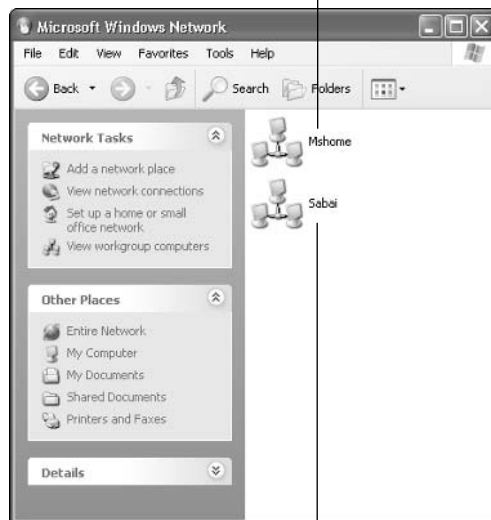 Microsoft Windows Network
File Edit View Favorites Tools Help
Back Search Folders
Network Tasks
Add a network place
View network connections
Set up a home or small
office network
View workgroup computers
Other Places
Entire Network
My Computer
My Documents
Shared Documents
Printers and Faxes
Details
Mshome
Sabai